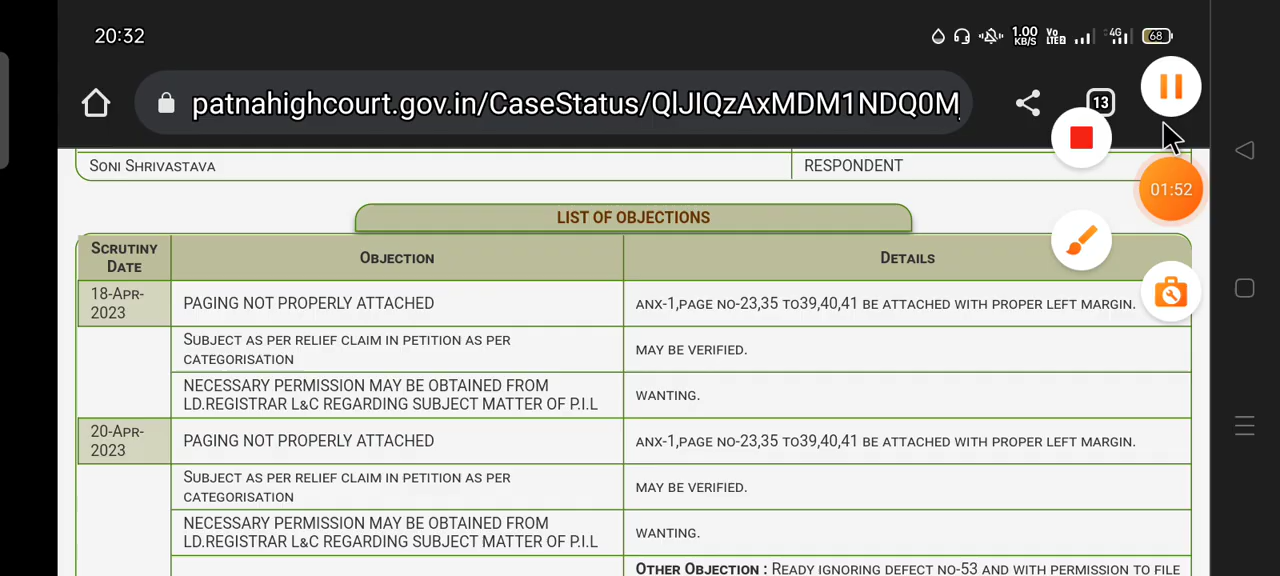 20:32
1.00
KB/S
Vo
LTE2
4G
68
patnahighcourt.gov.in/CaseStatus/QlJIQzAxMDM1NDQ0M
13
SONI SHRIVASTAVA
RESPONDENT
01:52
LIST OF OBJECTIONS
SCRUTINY
DATE
OBJECTION
DETAILS
18-APR-
2023
PAGING NOT PROPERLY ATTACHED
ANX-1,PAGE NO-23,35 TO39,40,41 BE ATTACHED WITH PROPER LEFT MARGIN.
SUBJECT AS PER RELIEF CLAIM IN PETITION AS PER
CATEGORISATION
MAY BE VERIFIED.
NECESSARY PERMISSION MAY BE OBTAINED FROM
LD.REGISTRAR L&C REGARDING SUBJECT MATTER OF P.I.L
WANTING.
20-APR-
2023
PAGING NOT PROPERLY ATTACHED
ANX-1,PAGE NO-23,35 TO39,40,41 BE ATTACHED WITH PROPER LEFT MARGIN.
SUBJECT AS PER RELIEF CLAIM IN PETITION AS PER
CATEGORISATION
MAY BE VERIFIED.
NECESSARY PERMISSION MAY BE OBTAINED FROM
LD.REGISTRAR L&C REGARDING SUBJECT MATTER OF P.I.L
WANTING.
OTHER OBJECTION : READY IGNORING DEFECT NO-53 AND WITH PERMISSION TO FILE